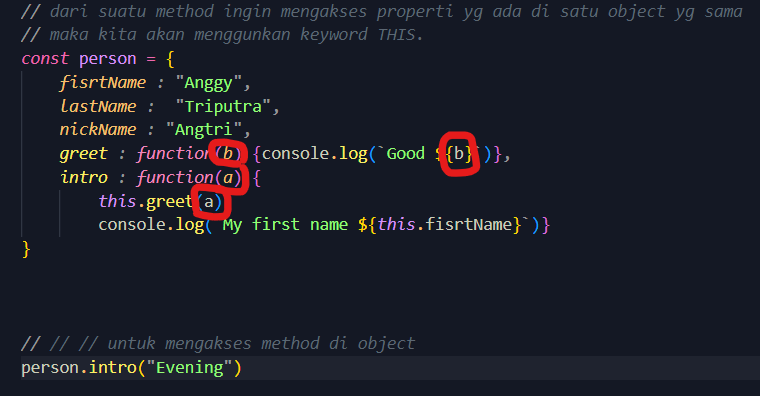 // dari suatu method ingin mengakses properti yg ada di satu object yg sama
// maka kita akan menggunkan keyword THIS.
const person = {
    fisrtName : "Anggy",
    lastName :  "Triputra",
    nickName : "Angtri",
    greet : function(b) {console.log(`Good ${b}`)},
    intro : function(a) {
        this.greet(a)
        console.log(`My first name ${this.fisrtName}`)}
}
// // // untuk mengakses method di object
person.intro("Evening")